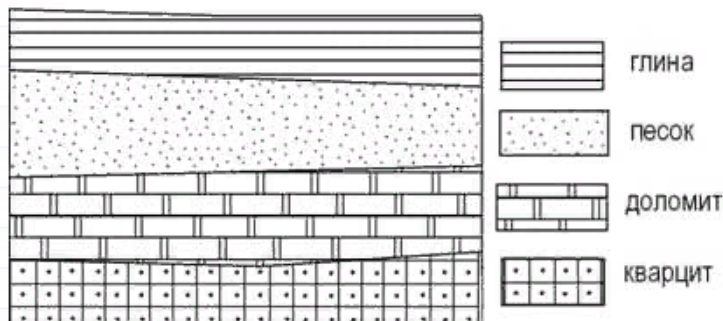 глина
песок
доломит
кварцит